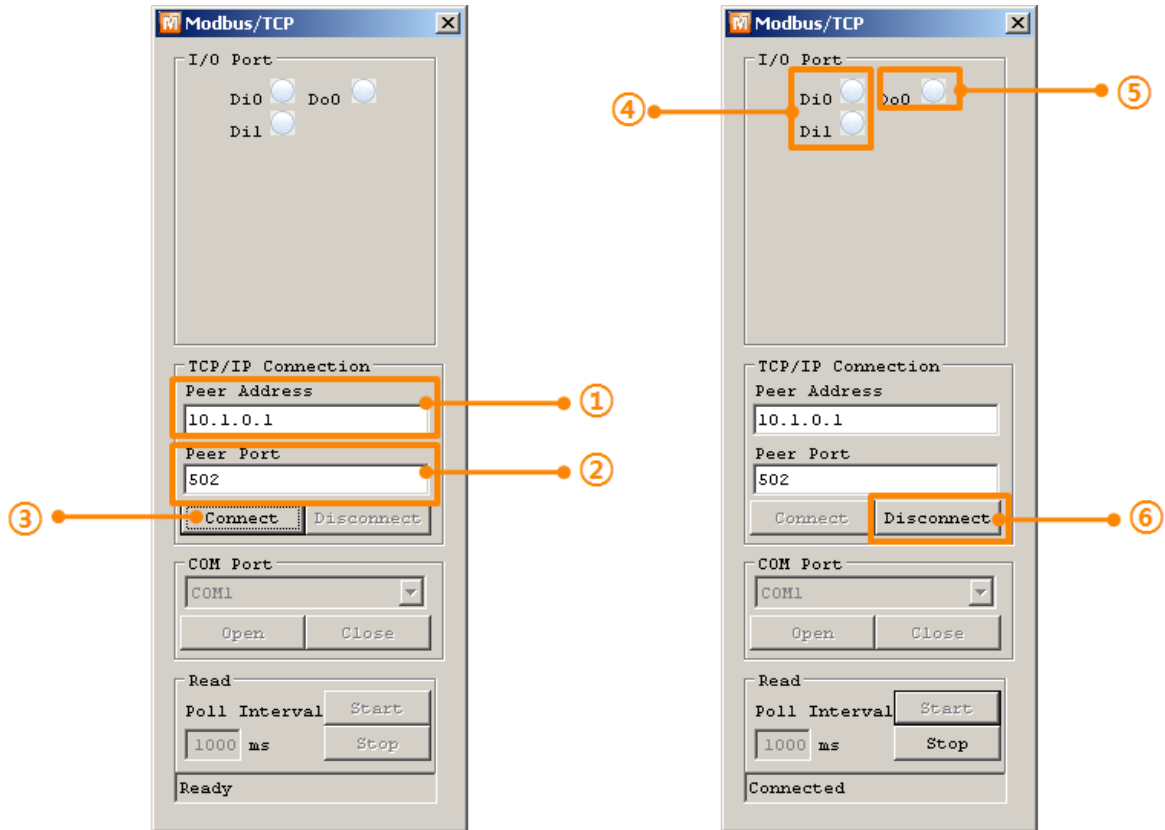 Modbus/TCP
I/O Port
Di0 Do0
Di1
TCP/IP Connection
Peer Address
10.1.0.1
①
Peer Port
502
②
③
Connect Disconnect
COM Port
COM1
Open Close
Read
Poll Interval Start
1000 ms Stop
Ready
Modbus/TCP
I/O Port
④
Di0 Do0
⑤
Di1
TCP/IP Connection
Peer Address
10.1.0.1
Peer Port
502
Connect Disconnect
⑥
COM Port
COM1
Open Close
Read
Poll Interval Start
1000 ms Stop
Connected